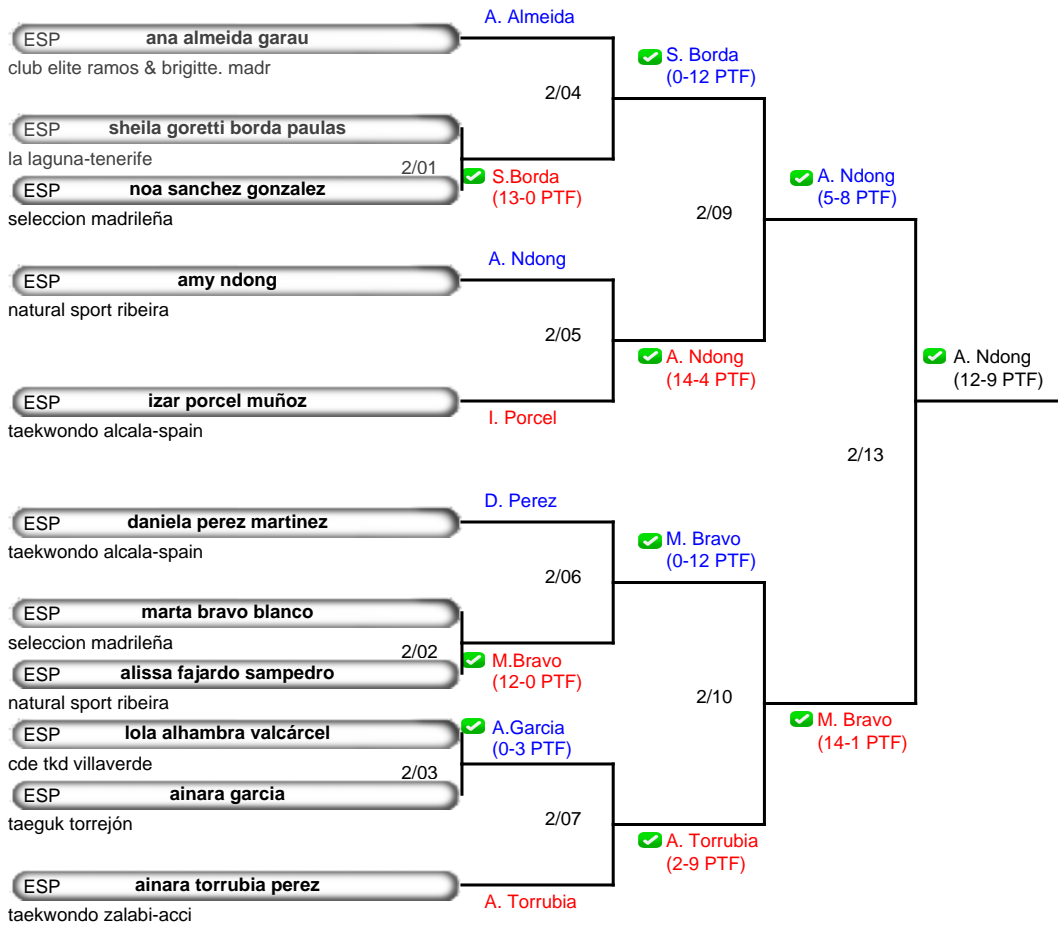 A. Almeida
ESP ana almeida garau
club elite ramos & brigitte. madr
S. Borda
(0-12 PTF)
2/04
ESP sheila goretti borda paulas
la laguna-tenerife
2/01
S.Borda
(13-0 PTF)
ESP noa sanchez gonzalez
seleccion madrileña
A. Ndong
(5-8 PTF)
2/09
A. Ndong
ESP amy ndong
natural sport ribeira
2/05
A. Ndong
(14-4 PTF)
A. Ndong
(12-9 PTF)
ESP izar porcel muñoz
I. Porcel
taekwondo alcala-spain
2/13
D. Perez
ESP daniela perez martinez
taekwondo alcala-spain
M. Bravo
(0-12 PTF)
2/06
ESP marta bravo blanco
seleccion madrileña
2/02
M.Bravo
(12-0 PTF)
ESP alissa fajardo sampedro
natural sport ribeira
2/10
M. Bravo
(14-1 PTF)
ESP lola alhambra valcárcel
A.Garcia
(0-3 PTF)
cde tkd villaverde
2/03
ESP ainara garcia
taeguk torrejón
2/07
A. Torrubia
(2-9 PTF)
ESP ainara torrubia perez
A. Torrubia
taekwondo zalabi-acci